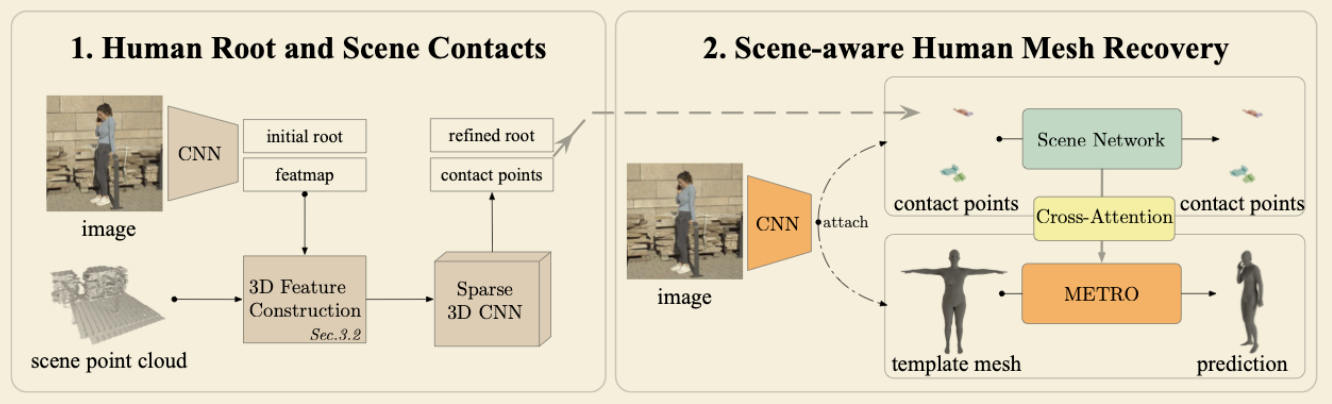 1. Human Root and Scene Contacts
CNN
initial root
featmap
image
refined root
contact points
3D Feature
Construction
Sec.3.2
Sparse
3D CNN
scene point cloud
2. Scene-aware Human Mesh Recovery
image
CNN
attach
contact points
Scene Network
contact points
Cross-Attention
template mesh
METRO
prediction